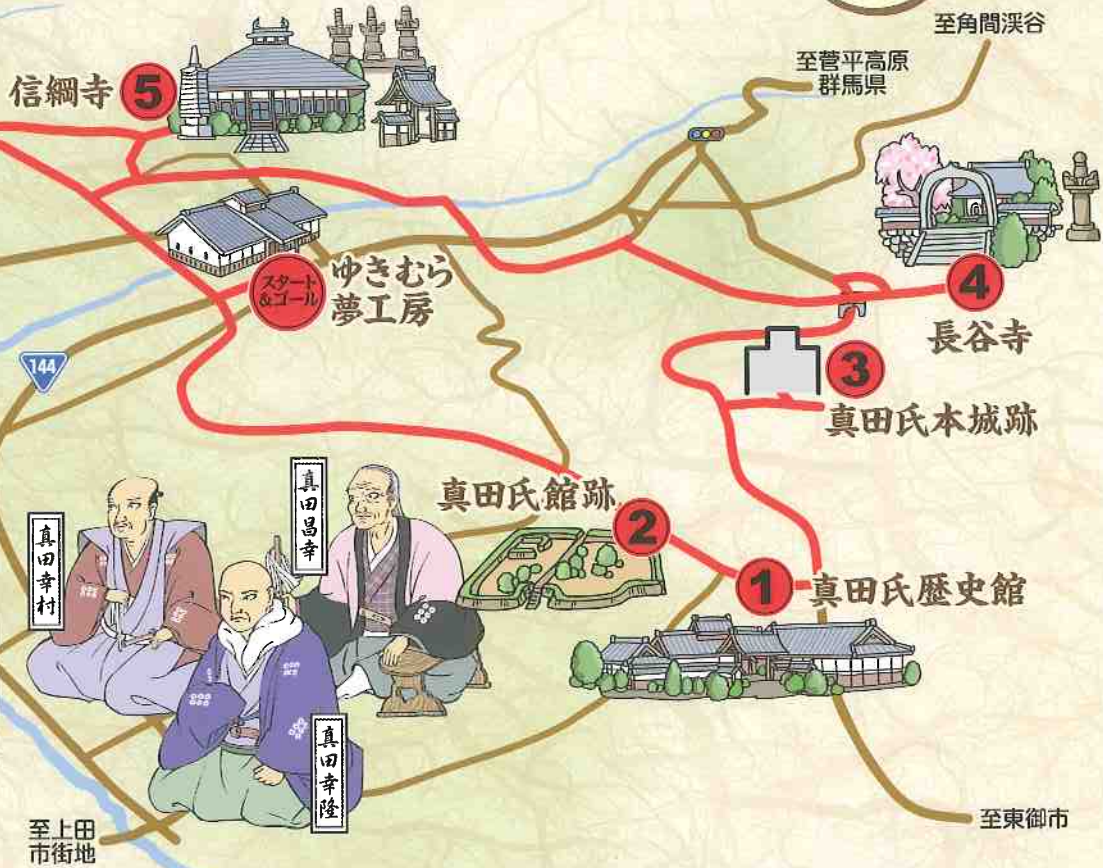 至角間渓谷
至菅平高原
群馬県
信綱寺
5
スタート
&ゴール
ゆきむら
夢工房
4
長谷寺
144
3
真田氏本城跡
真田氏館跡
2
1
真田氏歴史館
真田幸村
真田昌幸
真田幸隆
至上田
市街地
至東御市